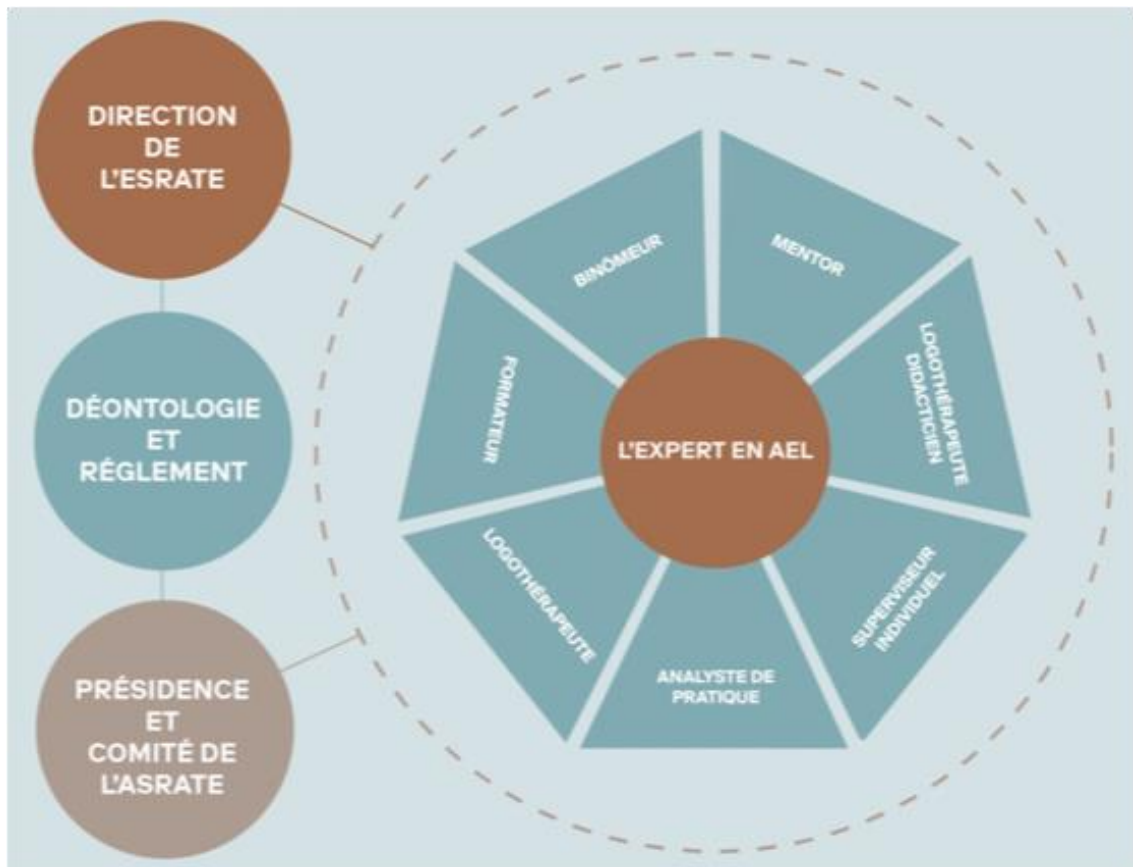 DIRECTION
DE
L'ESRATE
DÉONTOLOGIE
ET
RÉGLEMENT
PRÉSIDENCE
ET
COMITÉ DE
L'ASRATE
BINÔMEUR
MENTOR
LOGOTHÉRAPEUTE
DIDACTICIEN
SUPERVISEUR
INDIVIDUEL
ANALYSTE DE
PRATIQUE
LOGOTHÉRAPEUTE
FORMATEUR
L'EXPERT EN AEL